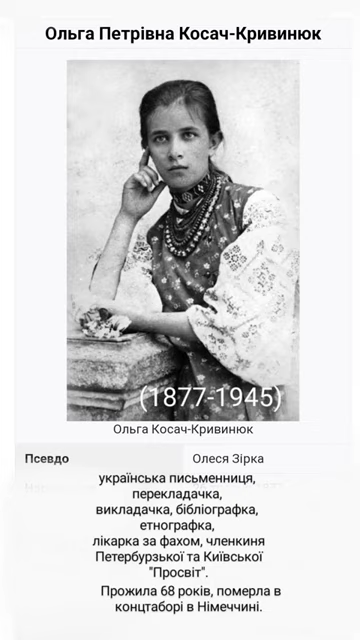 Ольга Петрівна Косач-Кривинюк
(1877-1945)
Ольга Косач-Кривинюк
Псевдо Олеся Зірка
українська письменниця,
перекладачка,
викладачка, бібліографка,
етнографка,
лікарка за фахом, членкиня
Петербурзької та Київської
"Просвіт".
Прожила 68 років, померла в
концтаборі в Німеччині.